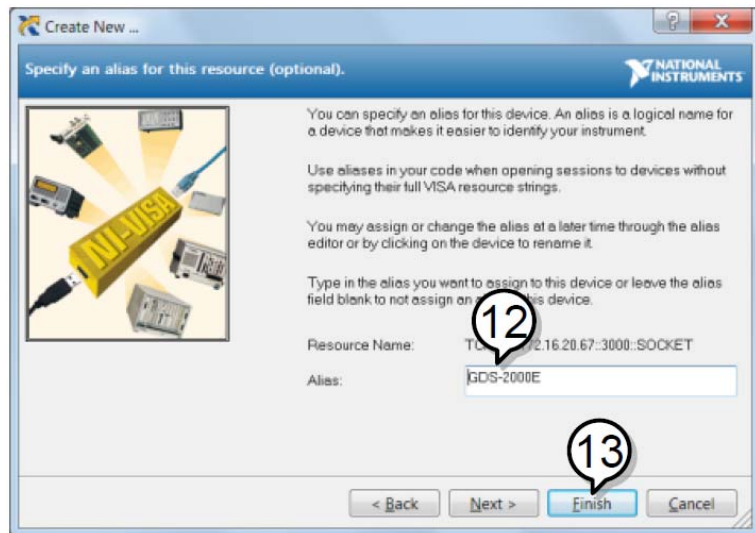 Create New ...
Specify an alias for this resource (optional).
NATIONAL
INSTRUMENTS
You can specify an alias for this device. An alias is a logical name for
a device that makes it easier to identify your instrument.
Use aliases in your code when opening sessions to devices without
specifying their full VISA resource strings.
You may assign or change the alias at a later time through the alias
editor or by clicking on the device to rename it.
Type in the alias you want to assign to this device or leave the alias
field blank to not assign an this device.
NI-VISA
12
Resource Name: 2.16.20.67::3000::SOCKET
Alias: GDS-2000E
13
< Back Next > Finish Cancel